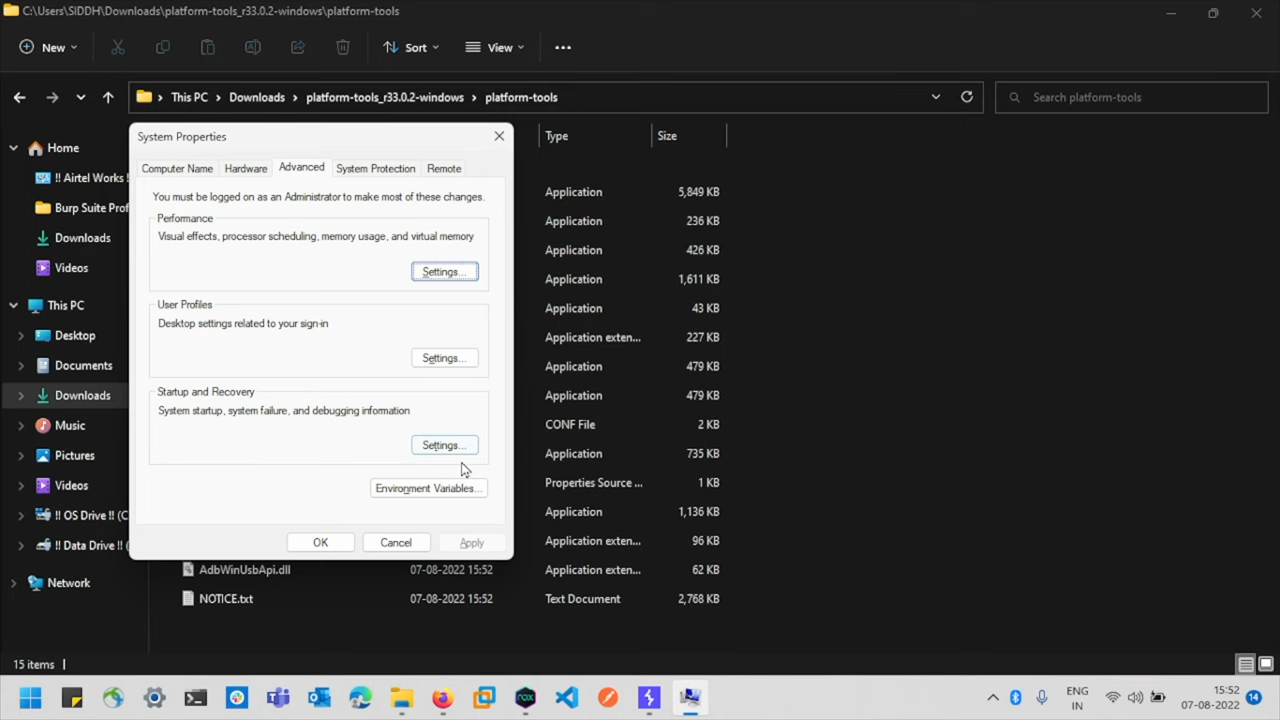 C:\Users\SIDDH\Downloads\platform-tools_r33.0.2-windows\platform-tools
New
Sort
View
This PC > Downloads > platform-tools_r33.0.2-windows > platform-tools
Search platform-tools
Home
!! Airtel Works !
Burp Suite Prof
Downloads
Videos
This PC
Desktop
Documents
Downloads
Music
Pictures
Videos
!! OS Drive !! (C
!! Data Drive !! (
Network
System Properties
Computer Name
Hardware
Advanced
System Protection
Remote
You must be logged on as an Administrator to make most of these changes.
Performance
Visual effects, processor scheduling, memory usage, and virtual memory
Settings...
User Profiles
Desktop settings related to your sign-in
Settings...
Startup and Recovery
System startup, system failure, and debugging information
Settings...
Environment Variables...
OK
Cancel
Apply
Type Size
Application 5,849 KB
Application 236 KB
Application 426 KB
Application 1,611 KB
Application 43 KB
Application exten... 227 KB
Application 479 KB
Application 479 KB
CONF File 2 KB
Application 735 KB
Properties Source ... 1 KB
Application 1,136 KB
Application exten... 96 KB
AdbWinUsbApi.dll 07-08-2022 15:52 Application exten... 62 KB
NOTICE.txt 07-08-2022 15:52 Text Document 2,768 KB
15 items
nox
ENG
IN
12:52
07-08-2022
14